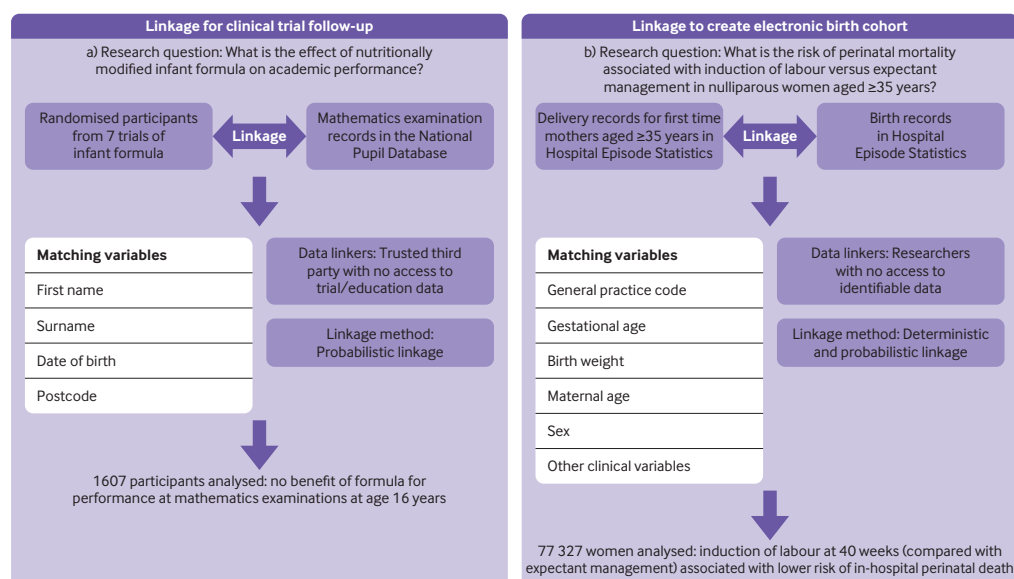 Linkage for clinical trial follow-up
a) Research question: What is the effect of nutritionally
modified infant formula on academic performance?
Randomised participants
from 7 trials of
infant formula
Linkage
Mathematics examination
records in the National
Pupil Database
Matching variables
First name
Surname
Date of birth
Postcode
Data linkers: Trusted third
party with no access to
trial/education data
Linkage method:
Probabilistic linkage
1607 participants analysed: no benefit of formula for
performance at mathematics examinations at age 16 years
Linkage to create electronic birth cohort
b) Research question: What is the risk of perinatal mortality
associated with induction of labour versus expectant
management in nulliparous women aged ≥35 years?
Delivery records for first time
mothers aged ≥35 years in
Hospital Episode Statistics
Linkage
Birth records
in Hospital
Episode Statistics
Matching variables
General practice code
Gestational age
Birth weight
Maternal age
Sex
Other clinical variables
Data linkers: Researchers
with no access to
identifiable data
Linkage method: Deterministic
and probabilistic linkage
77 327 women analysed: induction of labour at 40 weeks (compared with
expectant management) associated with lower risk of in-hospital perinatal death